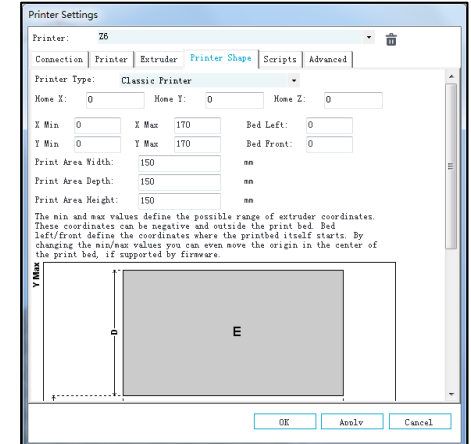 Printer Settings
Printer: Z6
Connection Printer Extruder Printer Shape Scripts Advanced
Printer Type: Classic Printer
Home X: 0 Home Y: 0 Home Z: 0
X Min 0 X Max 170 Bed Left: 0
Y Min 0 Y Max 170 Bed Front: 0
Print Area Width: 150 mm
Print Area Depth: 150 mm
Print Area Height: 150 mm
The min and max values define the possible range of extruder coordinates.
These coordinates can be negative and outside the print bed. Bed
left/front define the coordinates where the printbed itself starts. By
changing the min/max values you can even move the origin in the center of
the print bed, if supported by firmware.
Y Max
D
E
OK Apply Cancel